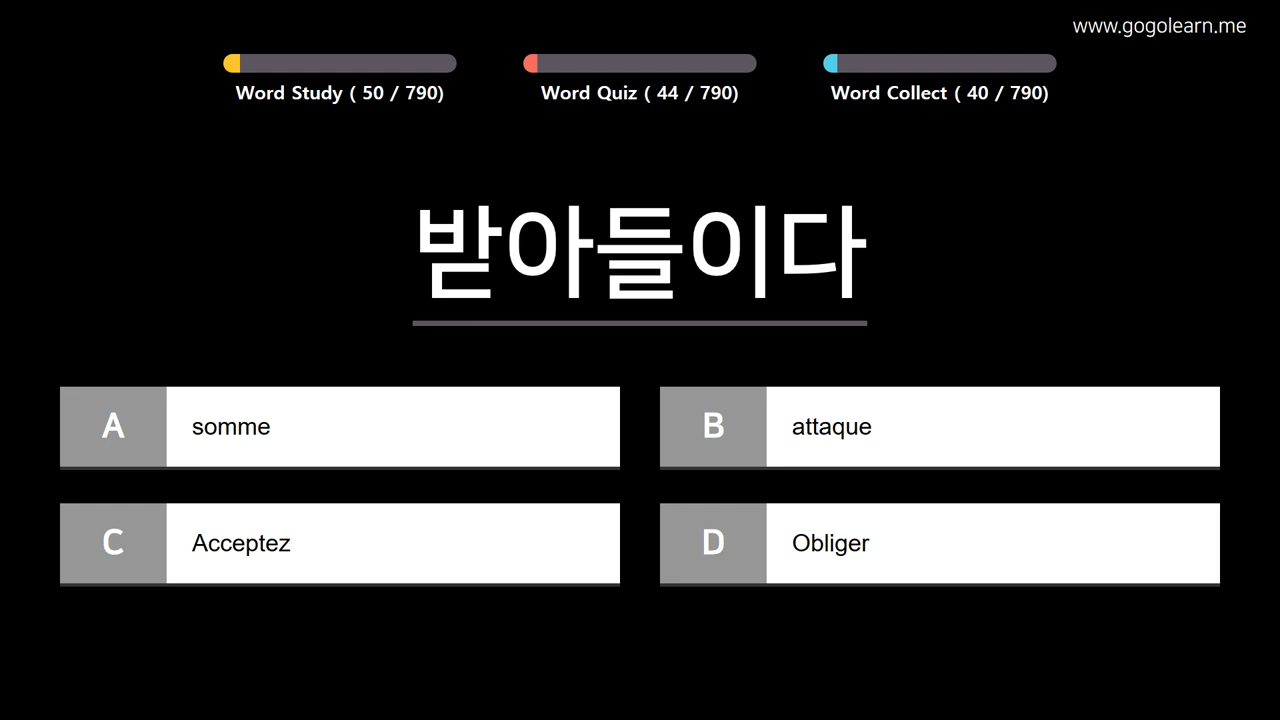 www.gogolearn.me
Word Study ( 50 / 790)
Word Quiz ( 44 / 790)
Word Collect ( 40 / 790)
받아들이다
A
somme
B
attaque
C
Acceptez
D
Obliger